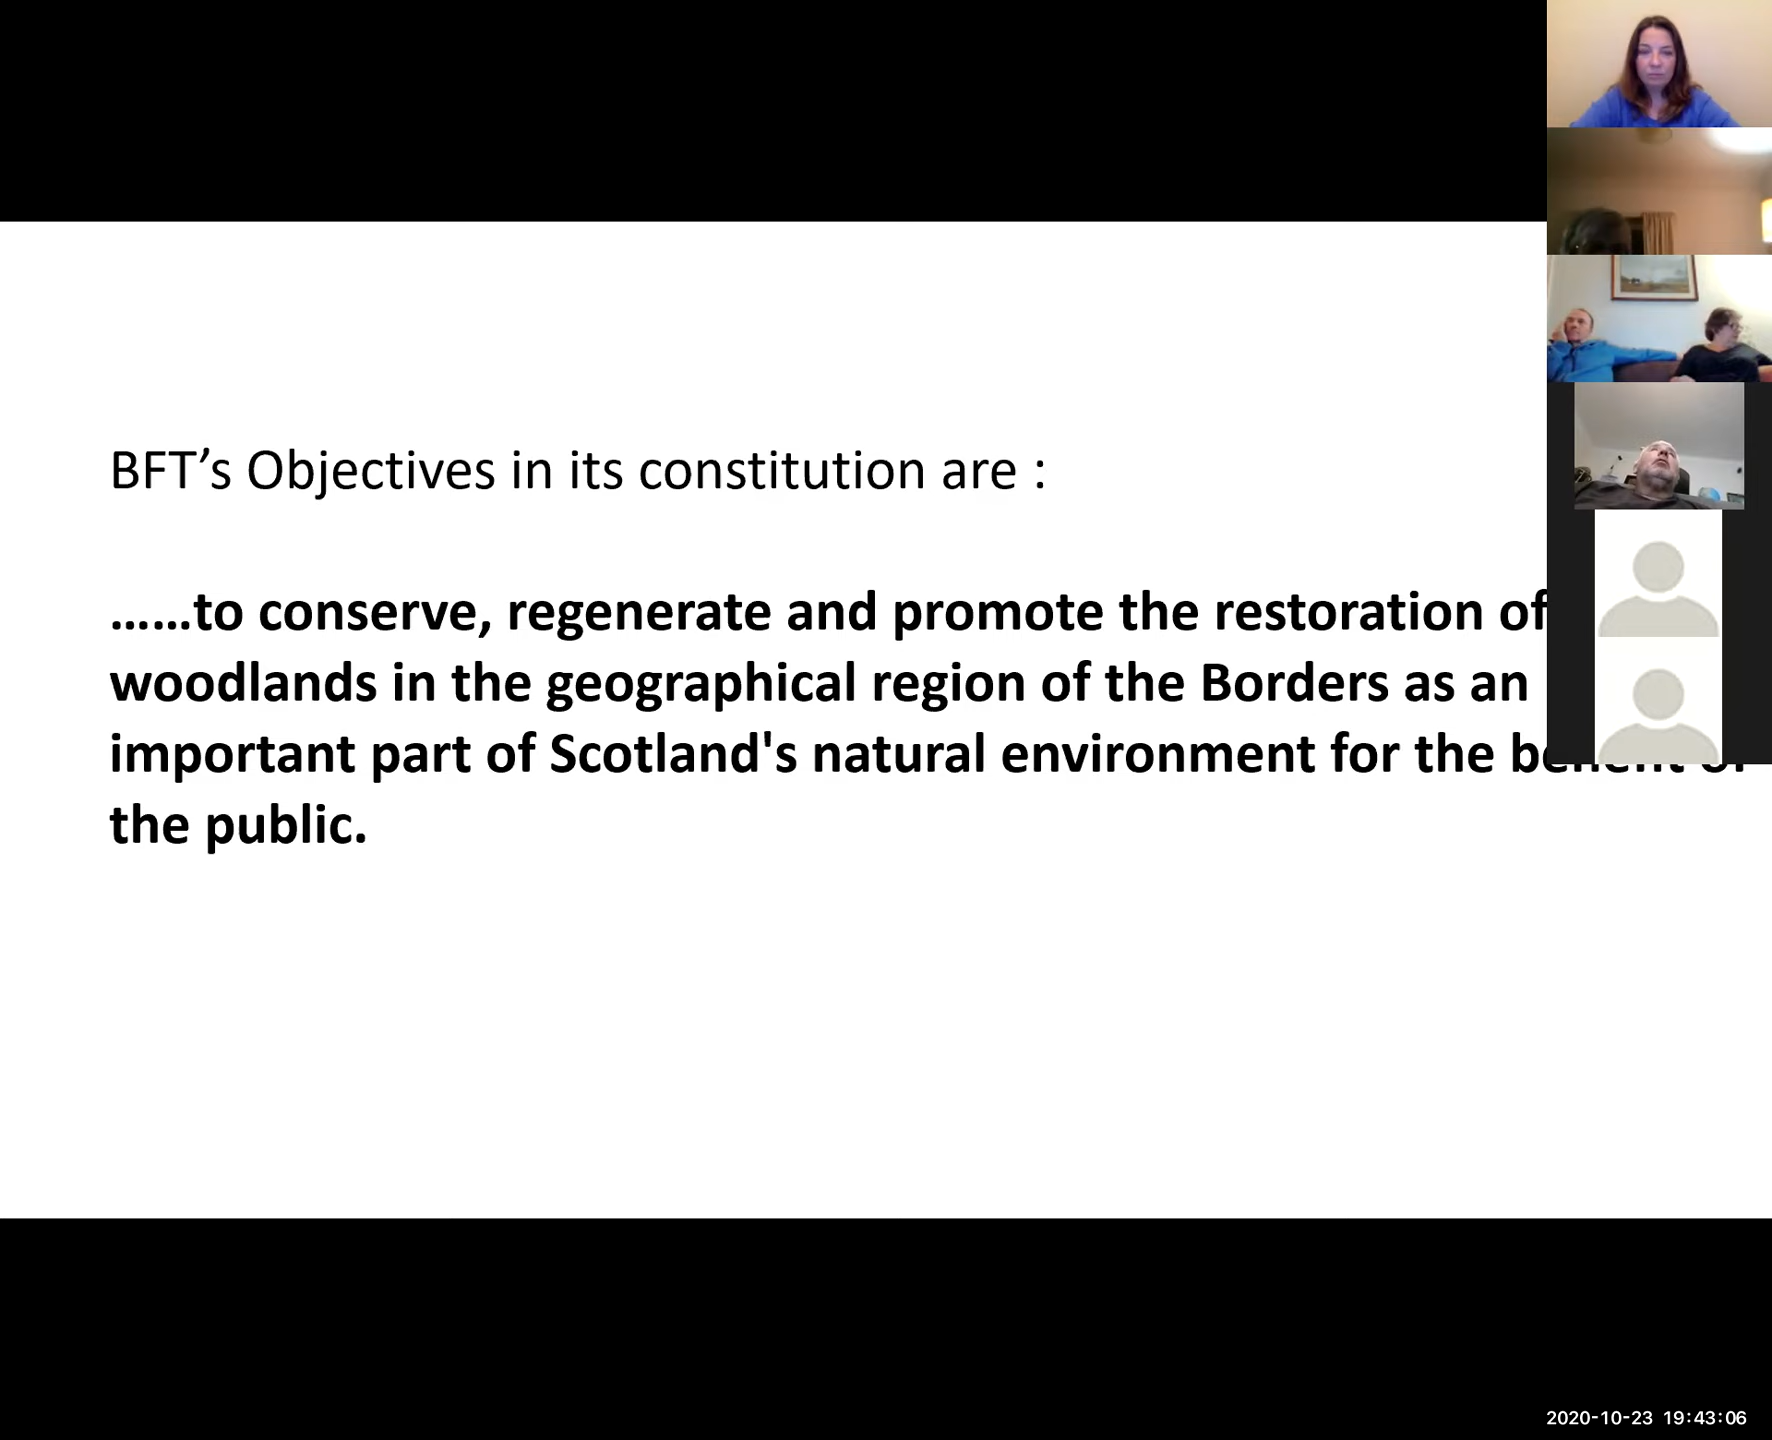 BFT’s Objectives in its constitution are :
......to conserve, regenerate and promote the restoration of
woodlands in the geographical region of the Borders as an
important part of Scotland's natural environment for the
the public.
2020-10-23 19:43:06